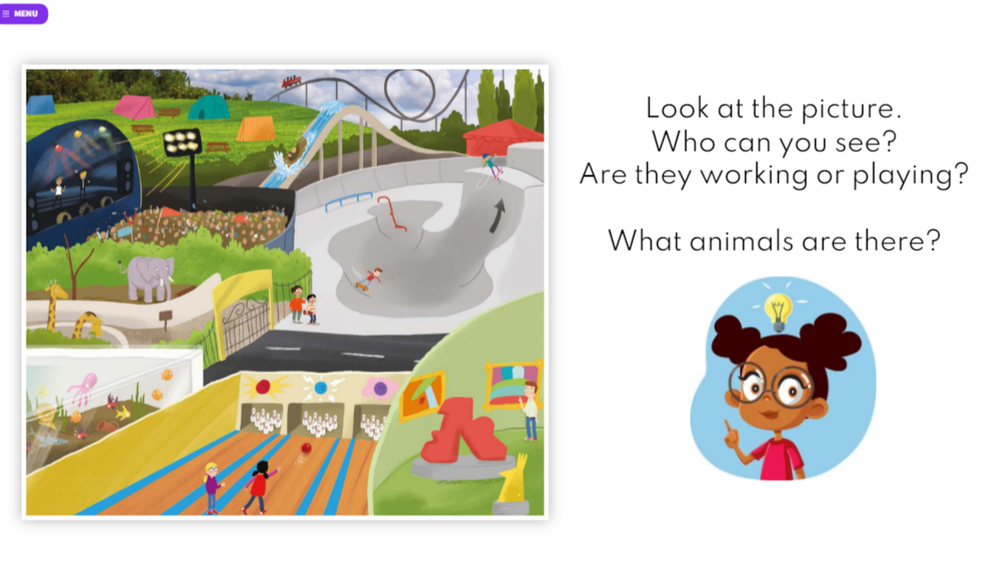 MENU
Look at the picture.
Who can you see?
Are they working or playing?
What animals are there?